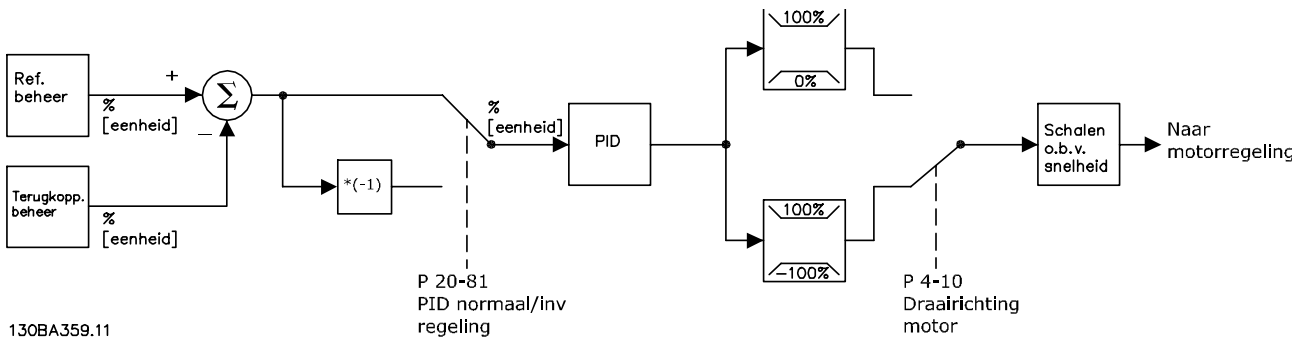 Ref.
beheer
+
%
[eenheid]
Σ
–
Terugkopp.
beheer
%
[eenheid]
*(-1)
%
[eenheid]
PID
100%
0%
100%
-100%
Schalen
o.b.v.
snelheid
Naar
motorregeling
P 20-81
PID normaal/inv
regeling
P 4-10
Draairichting
motor
130BA359.11